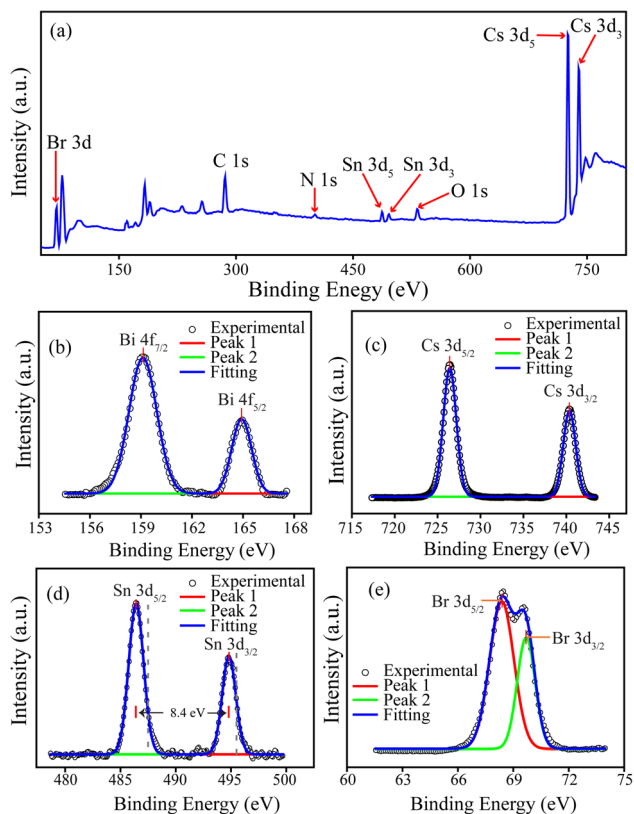 (a)
Cs 3d5
Cs 3d3
Br 3d
C 1s
N 1s
Sn 3d5
Sn 3d3
O 1s
Intensity (a.u.)
150
300
450
600
750
Binding Enegy (eV)
(b)
Bi 4f7/2
Bi 4f5/2
Experimental
Peak 1
Peak 2
Fitting
Intensity (a.u.)
153
156
159
162
165
168
Binding Energy (eV)
(c)
Cs 3d5/2
Cs 3d3/2
Experimental
Peak 1
Peak 2
Fitting
Intensity (a.u.)
715
720
725
730
735
740
745
Binding Energy (eV)
(d)
Sn 3d5/2
Sn 3d3/2
Experimental
Peak 1
Peak 2
Fitting
8.4 eV
Intensity (a.u.)
480
485
490
495
500
Binding Energy (eV)
(e)
Br 3d5/2
Br 3d3/2
Experimental
Peak 1
Peak 2
Fitting
Intensity (a.u.)
60
63
66
69
72
75
Binding Energy (eV)